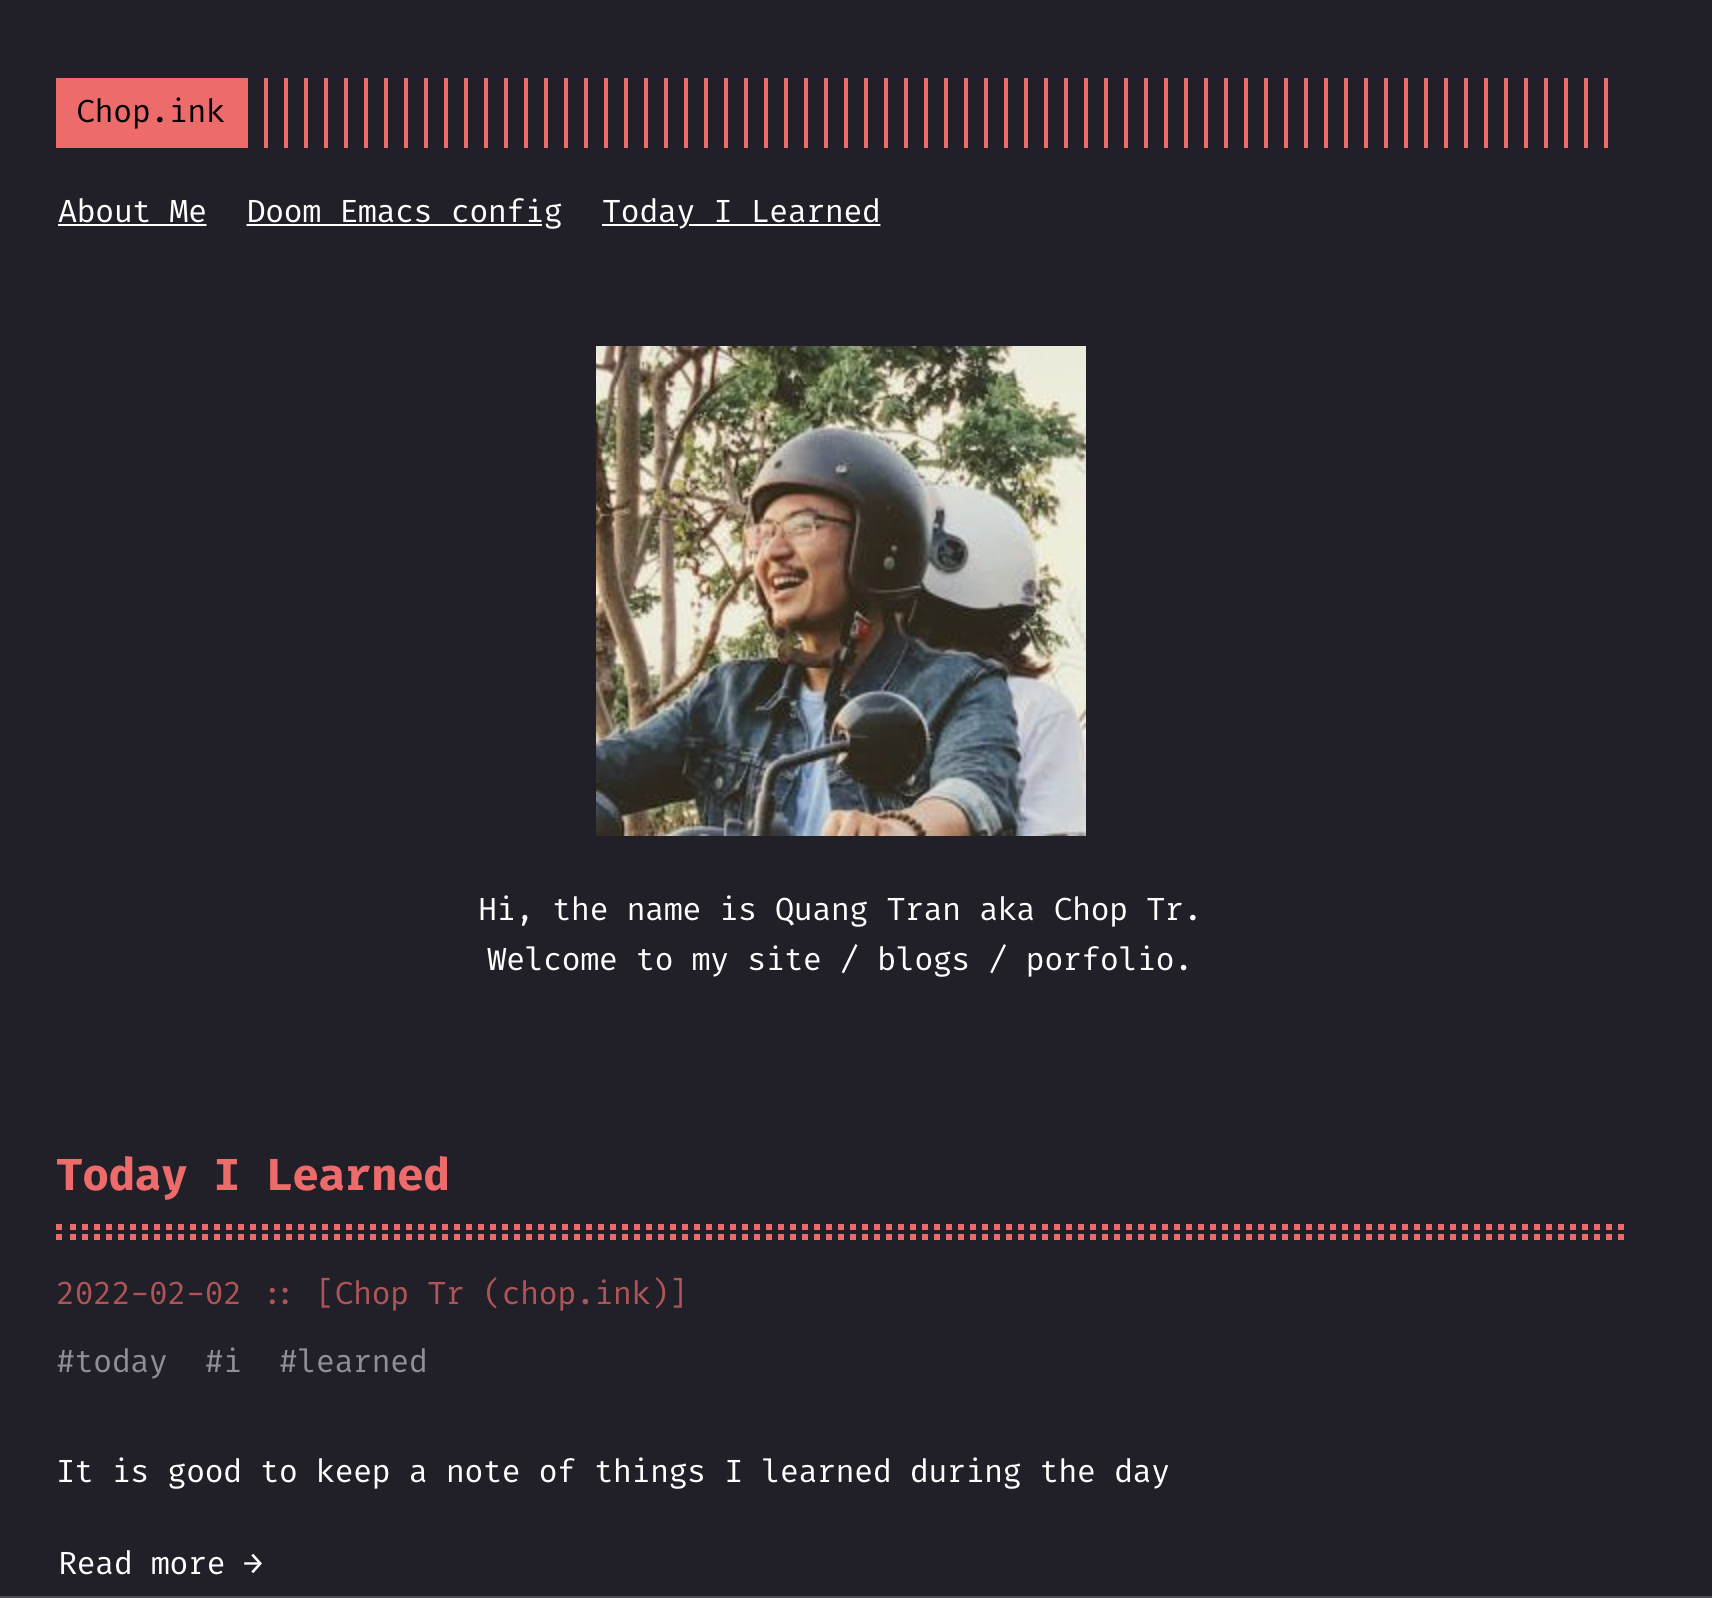 Chop.ink
About Me Doom Emacs config Today I Learned
Hi, the name is Quang Tran aka Chop Tr.
Welcome to my site / blogs / porfolio.
Today I Learned
2022-02-02 :: [Chop Tr (chop.ink)]
#today #i #learned
It is good to keep a note of things I learned during the day
Read more →